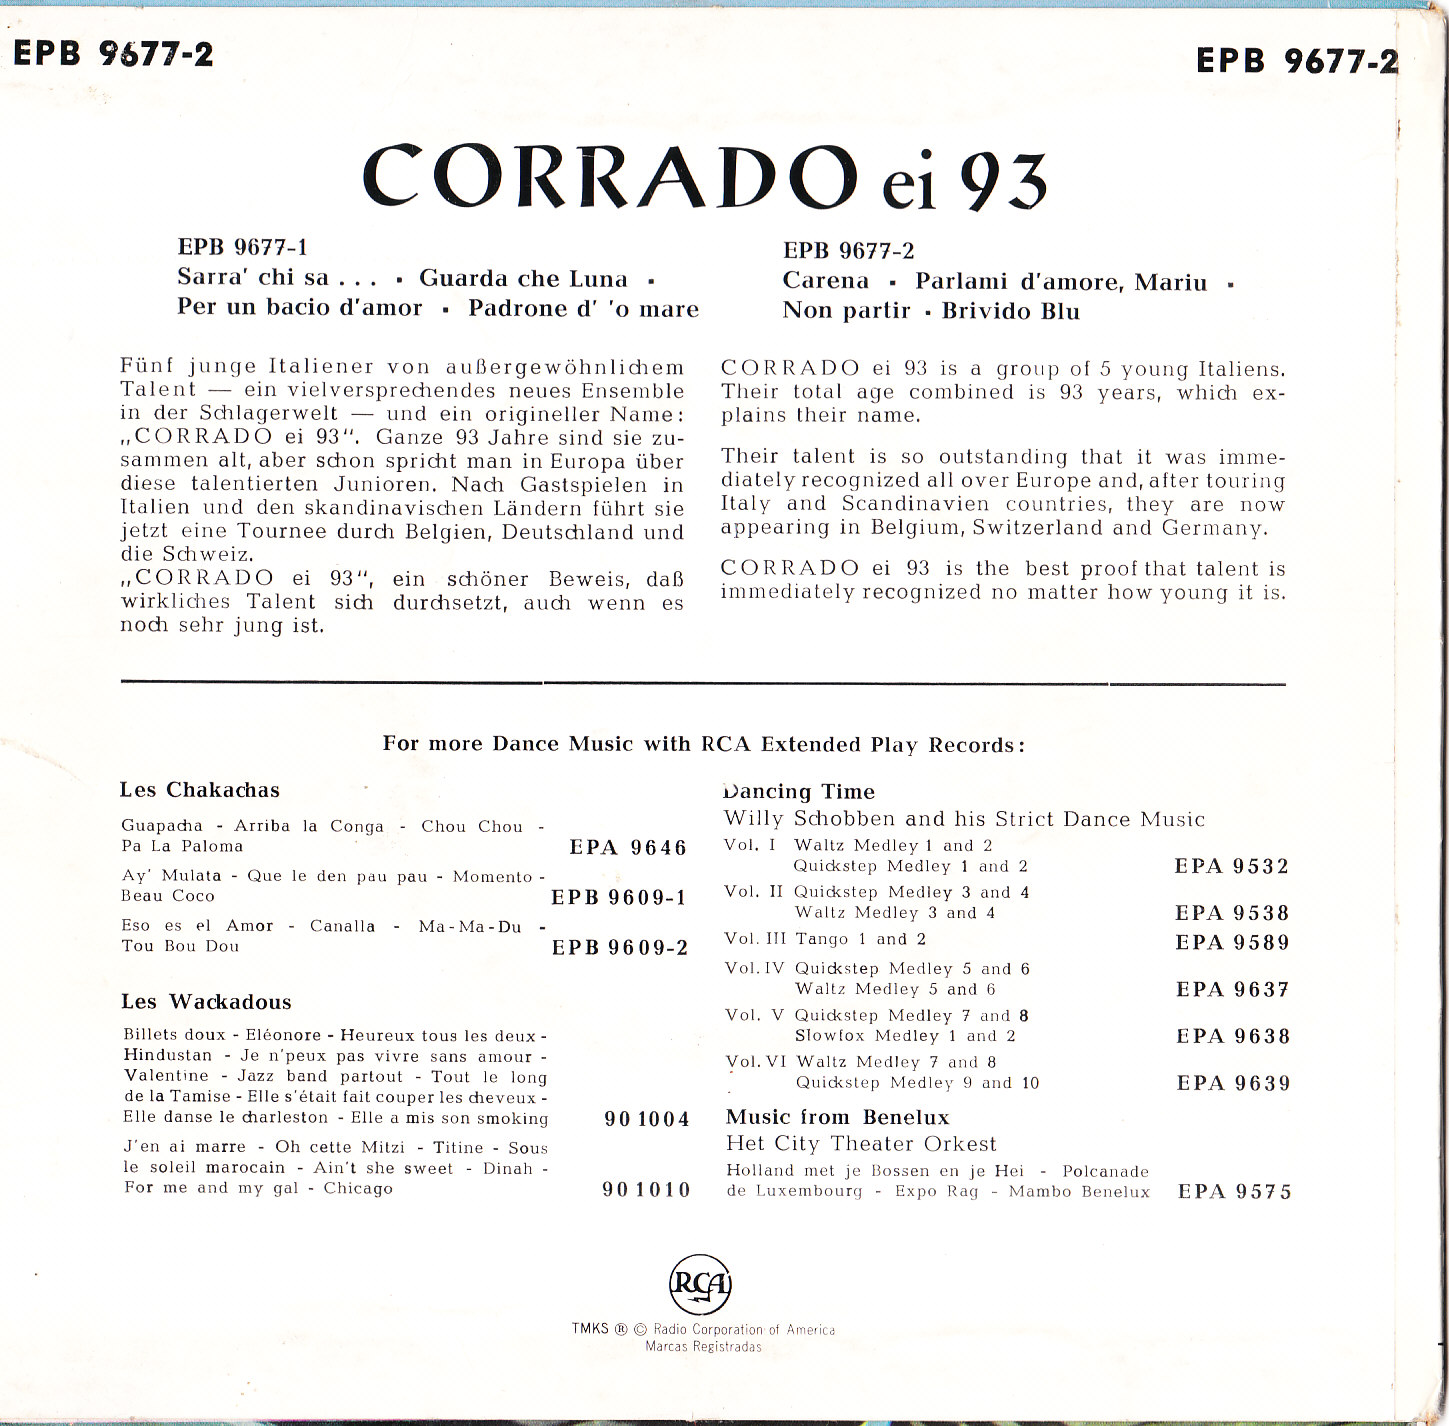 EPB 9677-2
EPB 9677-2
CORRADO ei 93
EPB 9677-1
Sarra' chi sa . . . ▪ Guarda che Luna ▪
Per un bacio d'amor ▪ Padrone d' 'o mare
EPB 9677-2
Carena ▪ Parlami d'amore, Mariu ▪
Non partir ▪ Brivido Blu
Fünf junge Italiener von außergewöhnlichem
Talent — ein vielversprechendes neues Ensemble
in der Schlagerwelt — und ein origineller Name:
„CORRADO ei 93“. Ganze 93 Jahre sind sie zu-
sammen alt, aber schon spricht man in Europa über
diese talentierten Junioren. Nach Gastspielen in
Italien und den skandinavischen Ländern führt sie
jetzt eine Tournee durch Belgien, Deutschland und
die Schweiz.
„CORRADO ei 93“, ein schöner Beweis, daß
wirkliches Talent sich durchsetzt, auch wenn es
noch sehr jung ist.
CORRADO ei 93 is a group of 5 young Italiens.
Their total age combined is 93 years, which ex-
plains their name.
Their talent is so outstanding that it was imme-
diately recognized all over Europe and, after touring
Italy and Scandinavien countries, they are now
appearing in Belgium, Switzerland and Germany.
CORRADO ei 93 is the best proof that talent is
immediately recognized no matter how young it is.
For more Dance Music with RCA Extended Play Records:
Les Chakachas
Guapacha - Arriba la Conga - Chou Chou -
Pa La Paloma EPA 9646
Ay' Mulata - Que le den pau pau - Momento -
Beau Coco EPB 9609-1
Eso es el Amor - Canalla - Ma-Ma-Du -
Tou Bou Dou EPB 9609-2
Les Wackadous
Billets doux - Eléonore - Heureux tous les deux -
Hindustan - Je n'peux pas vivre sans amour -
Valentine - Jazz band partout - Tout le long
de la Tamise - Elle s'était fait couper les cheveux -
Elle danse le charleston - Elle a mis son smoking 90 1004
J'en ai marre - Oh cette Mitzi - Titine - Sous
le soleil marocain - Ain't she sweet - Dinah -
For me and my gal - Chicago 90 1010
Dancing Time
Willy Schobben and his Strict Dance Music
Vol. I Waltz Medley 1 and 2
Quickstep Medley 1 and 2 EPA 9532
Vol. II Quickstep Medley 3 and 4
Waltz Medley 3 and 4 EPA 9538
Vol. III Tango 1 and 2 EPA 9589
Vol. IV Quickstep Medley 5 and 6
Waltz Medley 5 and 6 EPA 9637
Vol. V Quickstep Medley 7 and 8
Slowfox Medley 1 and 2 EPA 9638
Vol. VI Waltz Medley 7 and 8
Quickstep Medley 9 and 10 EPA 9639
Music from Benelux
Het City Theater Orkest
Holland met je Bossen en je Hei - Polcanade
de Luxembourg - Expo Rag - Mambo Benelux EPA 9575
RCA
TMKS ® © Radio Corporation of America
Marcas Registradas